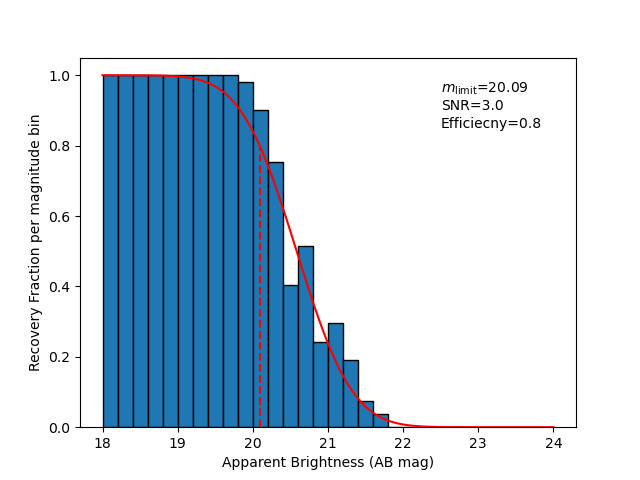 m_limit=20.09
SNR=3.0
Efficiecny=0.8
Recovery Fraction per magnitude bin
1.0
0.8
0.6
0.4
0.2
0.0
18 19 20 21 22 23 24
Apparent Brightness (AB mag)